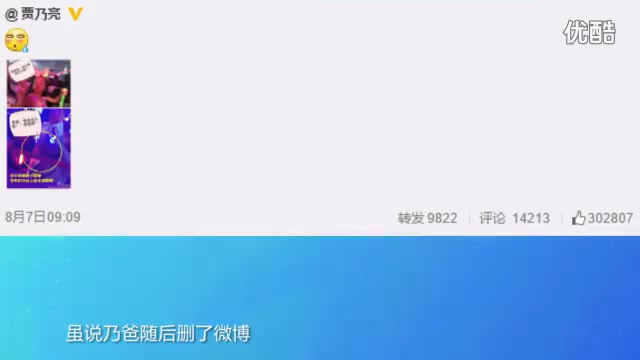 @贾乃亮
优酷
8月7日09:09
转发 9822 评论 14213 302807
虽说乃爸随后删了微博